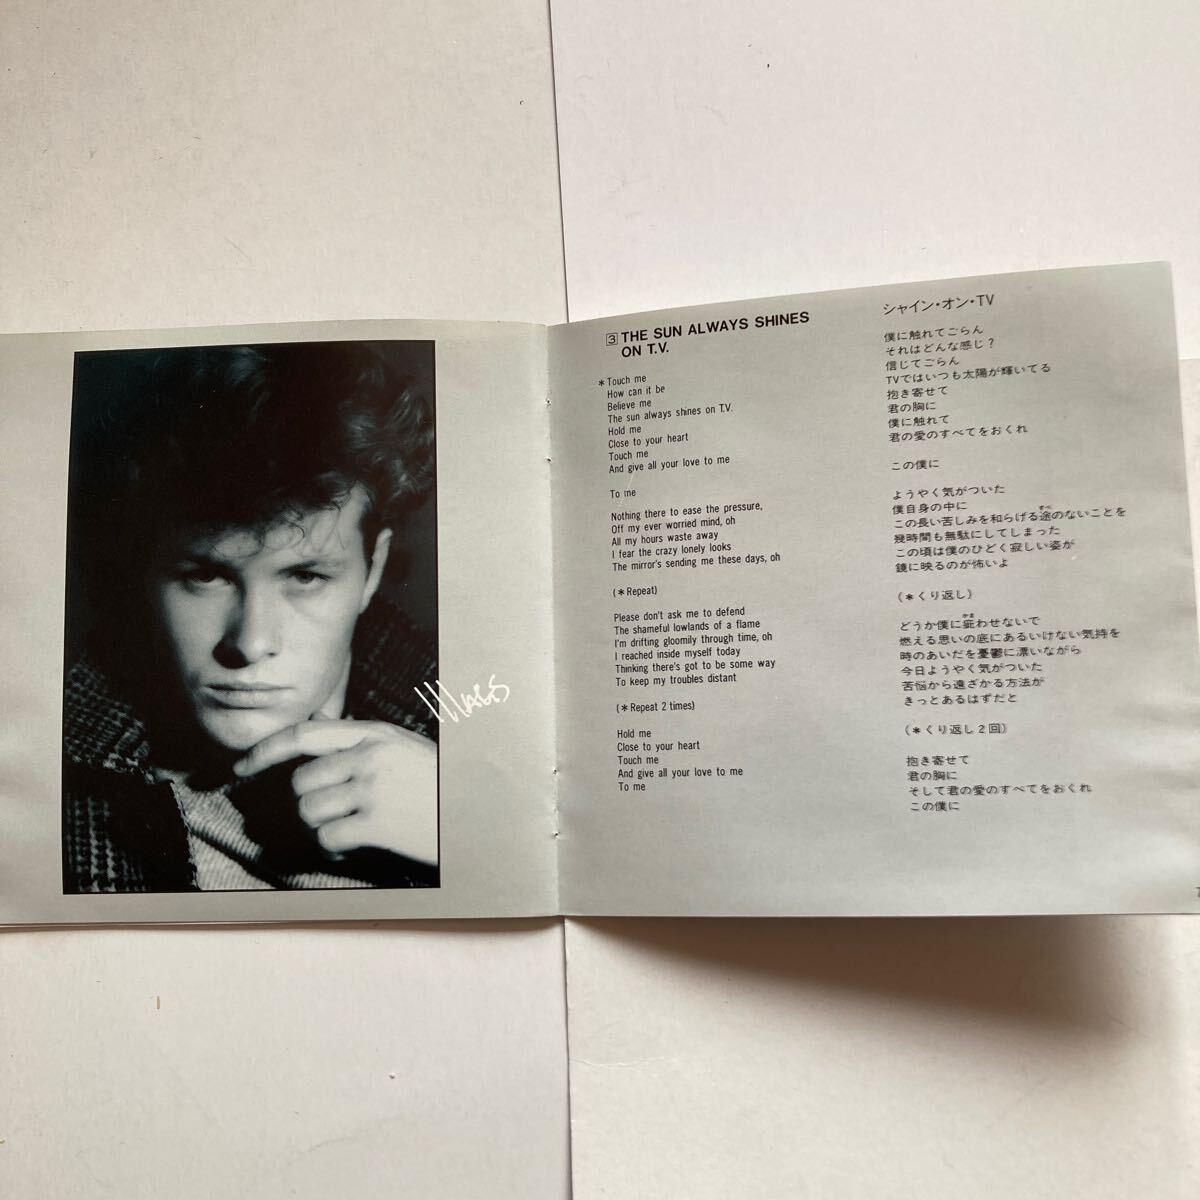 MAGS
3 THE SUN ALWAYS SHINES
ON T.V.
* Touch me
How can it be
Believe me
The sun always shines on T.V.
Hold me
Close to your heart
Touch me
And give all your love to me
To me
Nothing there to ease the pressure,
Off my ever worried mind, oh
All my hours waste away
I fear the crazy lonely looks
The mirror's sending me these days, oh
(* Repeat)
Please don't ask me to defend
The shameful lowlands of a flame
I'm drifting gloomily through time, oh
I reached inside myself today
Thinking there's got to be some way
To keep my troubles distant
(* Repeat 2 times)
Hold me
Close to your heart
Touch me
And give all your love to me
To me
シャイン・オン・TV
僕に触れてごらん
それはどんな感じ?
信じてごらん
TVではいつも太陽が輝いてる
抱き寄せて
君の胸に
僕に触れて
君の愛のすべてをおくれ
この僕に
ようやく気がついた
僕自身の中に
この長い苦しみを和らげる途のないことを
幾時間も無駄にしてしまった
この頃は僕のひどく寂しい姿が
鏡に映るのが怖いよ
(*くり返し)
どうか僕に庇わせないで
燃える思いの底にあるいけない気持を
時のあいだを憂鬱に漂いながら
今日ようやく気がついた
苦悩から遠ざかる方法が
きっとあるはずだと
(*くり返し2回)
抱き寄せて
君の胸に
そして君の愛のすべてをおくれ
この僕に